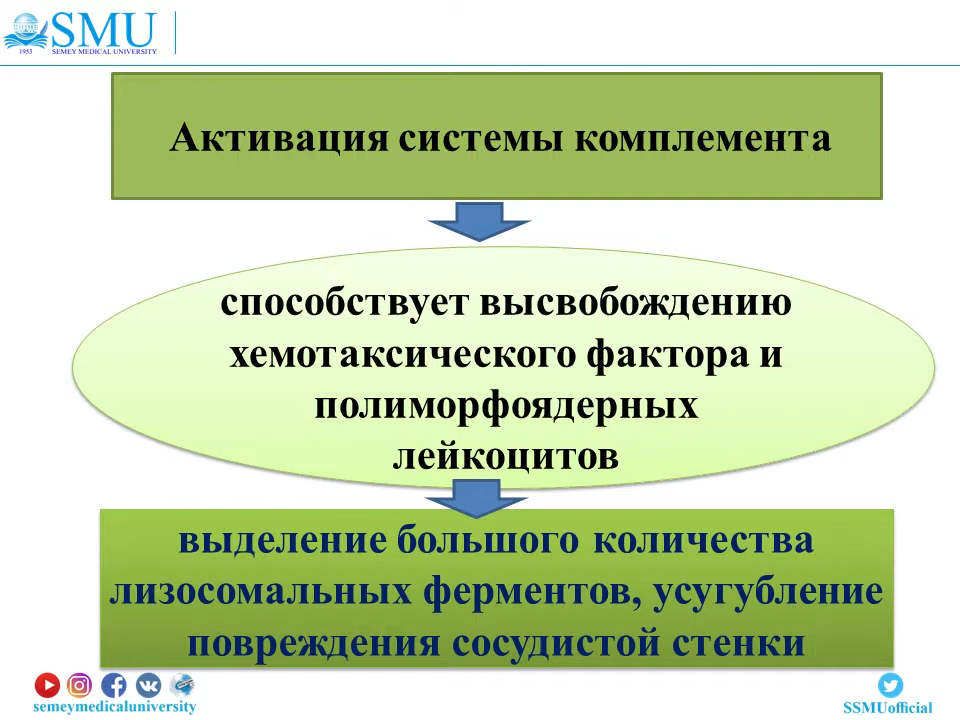 SMU
1953 SEMEY MEDICAL UNIVERSITY
Активация системы комплемента
способствует высвобождению
хемотаксического фактора и
полиморфоядерных
лейкоцитов
выделение большого количества
лизосомальных ферментов, усугубление
повреждения сосудистой стенки
semeymedicaluniversity
SSMUofficial